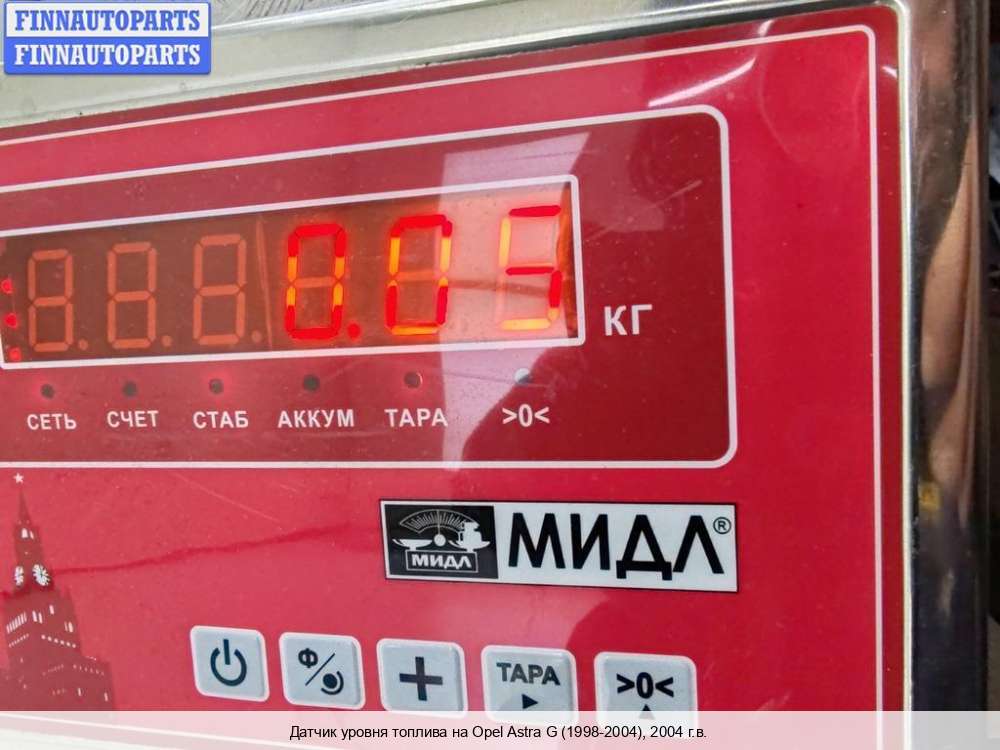 FINNAUTOPARTS
FINNAUTOPARTS
0.05
КГ
СЕТЬ СЧЕТ СТАБ АККУМ ТАРА >0<
МИДЛ МИДЛ®
Ф ТАРА >0<
Датчик уровня топлива на Opel Astra G (1998-2004), 2004 г.в.